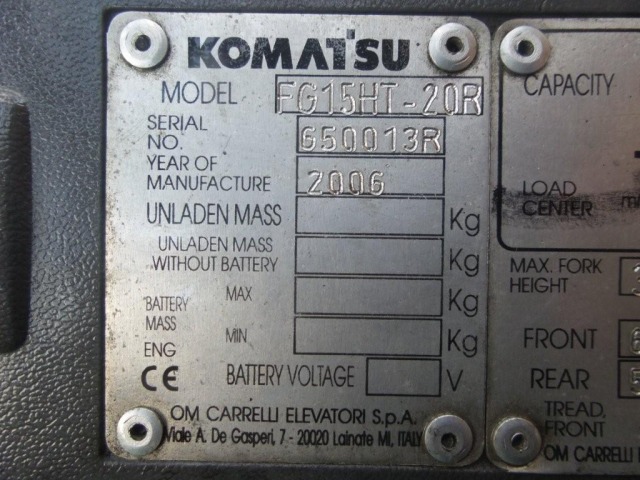 KOMATSU
MODEL FG15HT-20R
SERIAL NO. 650013R
YEAR OF MANUFACTURE 2006
UNLADEN MASS Kg
UNLADEN MASS WITHOUT BATTERY Kg
BATTERY MASS MAX Kg
MIN Kg
ENG
CE BATTERY VOLTAGE V
OM CARRELLI ELEVATORI S.p.A.
Viale A. De Gasperi, 7 - 20020 Lainate MI, ITALY
CAPACITY
LOAD CENTER
MAX. FORK HEIGHT
FRONT
REAR
TREAD, FRONT
OM CARRELLI